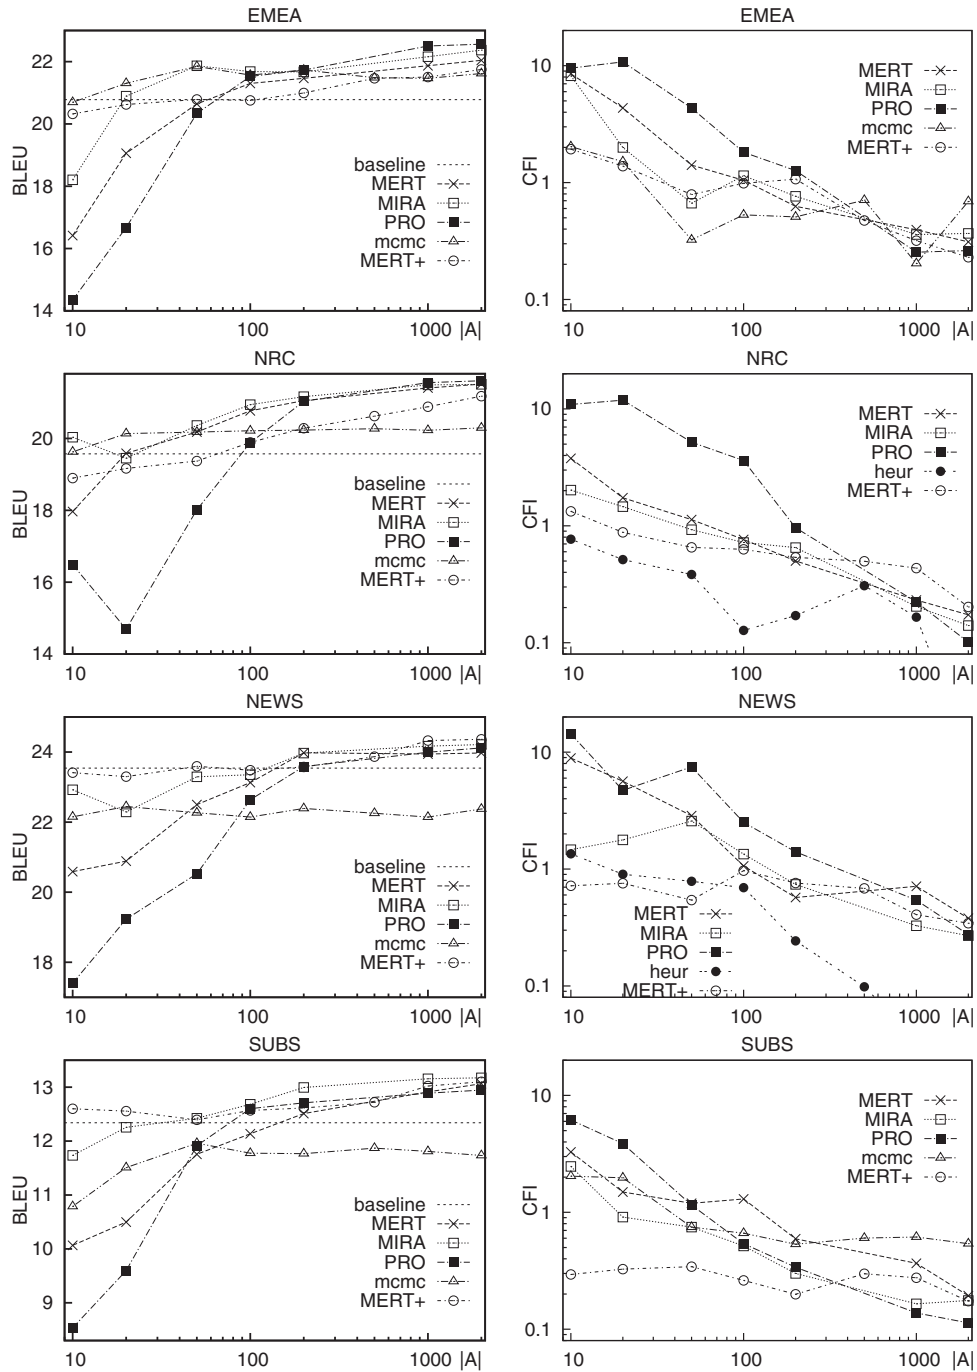 EMEA
BLEU
22
20
18
16
14
baseline
MERT
MIRA
PRO
mcmc
MERT+
10 100 1000 |A|
EMEA
CFI
10
1
0.1
MERT
MIRA
PRO
mcmc
MERT+
10 100 1000 |A|
NRC
BLEU
20
18
16
14
baseline
MERT
MIRA
PRO
mcmc
MERT+
10 100 1000 |A|
NRC
CFI
10
1
0.1
MERT
MIRA
PRO
heur
MERT+
10 100 1000 |A|
NEWS
BLEU
24
22
20
18
baseline
MERT
MIRA
PRO
mcmc
MERT+
10 100 1000 |A|
NEWS
CFI
10
1
0.1
MERT
MIRA
PRO
heur
MERT+
10 100 1000 |A|
SUBS
BLEU
13
12
11
10
9
baseline
MERT
MIRA
PRO
mcmc
MERT+
10 100 1000 |A|
SUBS
CFI
10
1
0.1
MERT
MIRA
PRO
mcmc
MERT+
10 100 1000 |A|